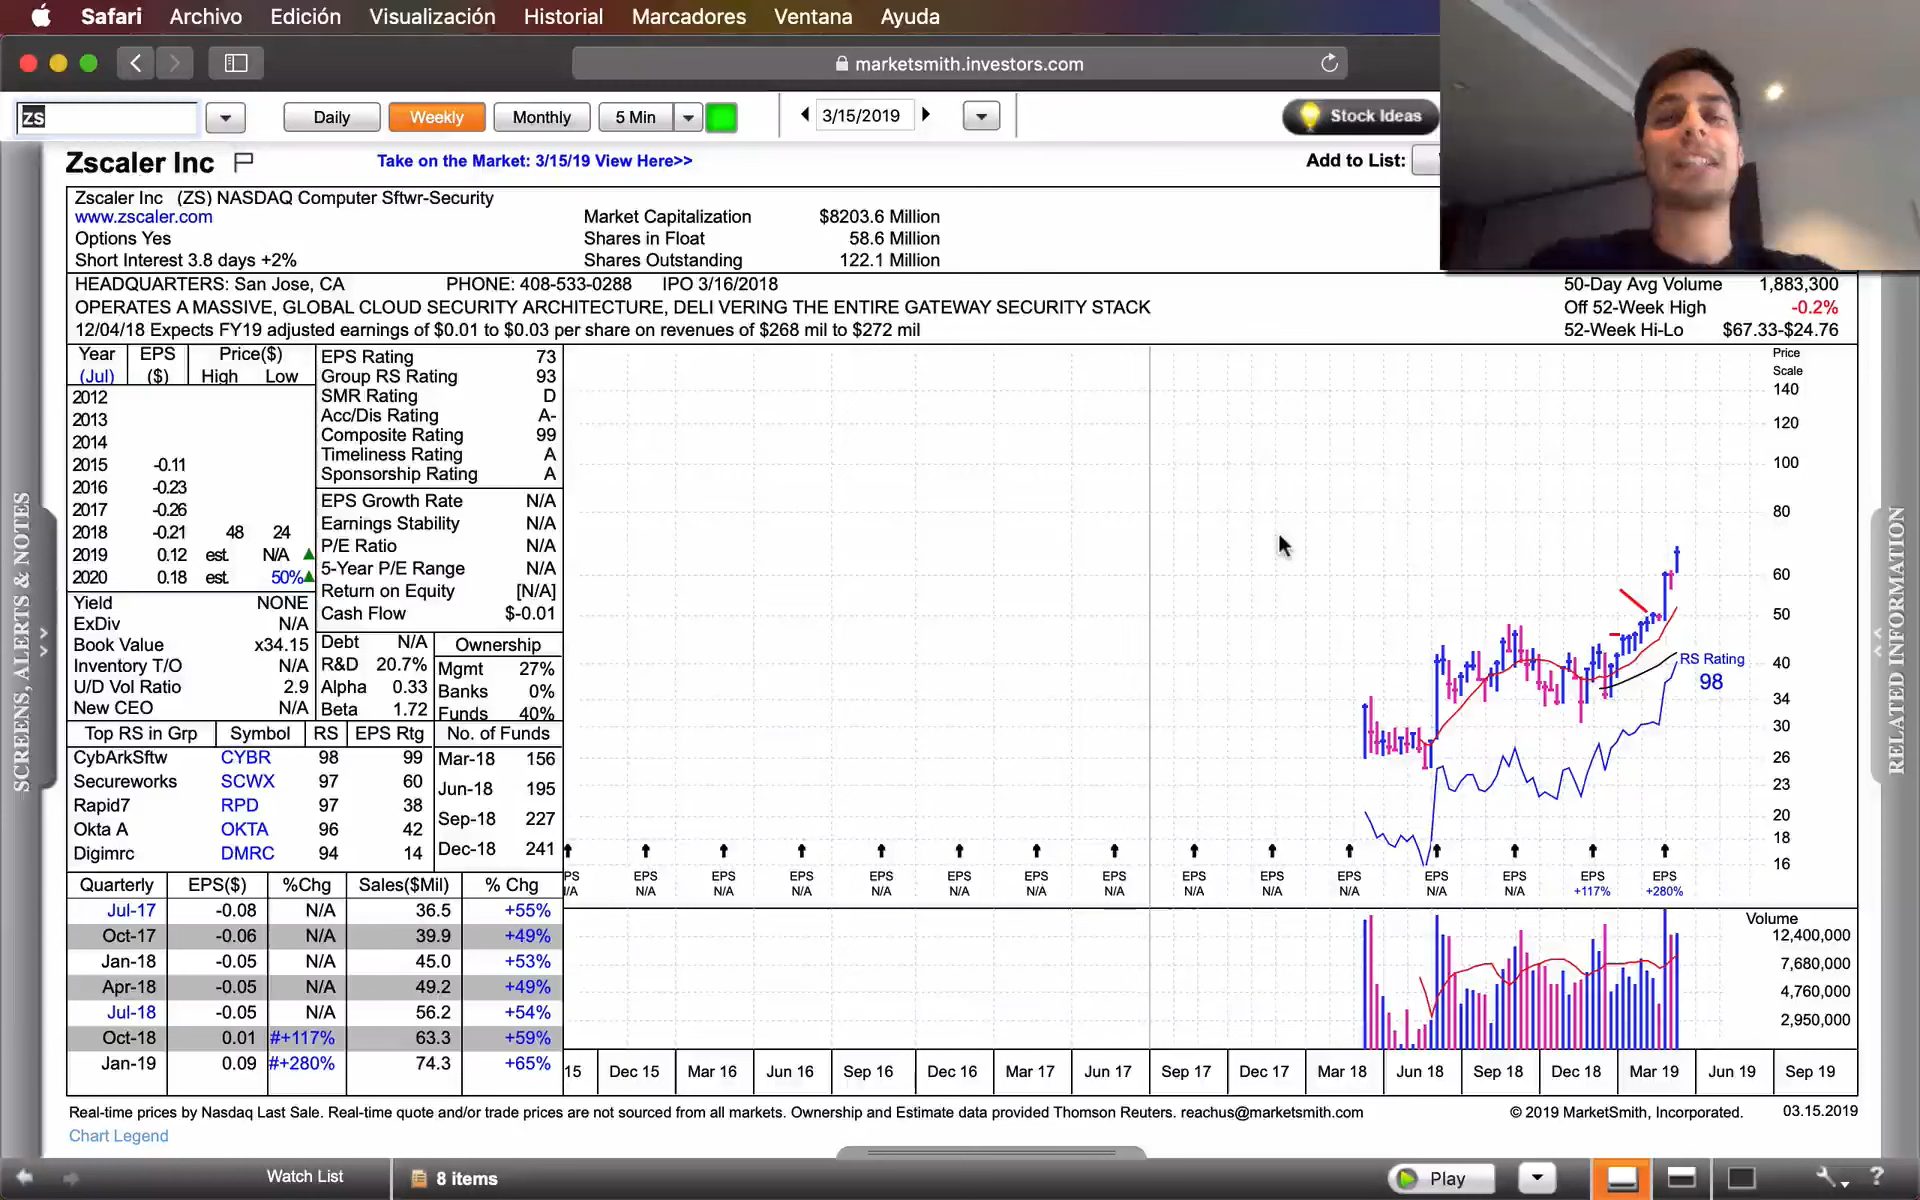 Safari Archivo Edición Visualización Historial Marcadores Ventana Ayuda
marketsmith.investors.com
ZS Daily Weekly Monthly 5 Min 3/15/2019 Stock Ideas
Zscaler Inc Take on the Market: 3/15/19 View Here>> Add to List:
Zscaler Inc (ZS) NASDAQ Computer Sftwr-Security
www.zscaler.com Market Capitalization $8203.6 Million
Options Yes Shares in Float 58.6 Million
Short Interest 3.8 days +2% Shares Outstanding 122.1 Million
HEADQUARTERS: San Jose, CA PHONE: 408-533-0288 IPO 3/16/2018
OPERATES A MASSIVE, GLOBAL CLOUD SECURITY ARCHITECTURE, DELI VERING THE ENTIRE GATEWAY SECURITY STACK
12/04/18 Expects FY19 adjusted earnings of $0.01 to $0.03 per share on revenues of $268 mil to $272 mil
50-Day Avg Volume 1,883,300
Off 52-Week High -0.2%
52-Week Hi-Lo $67.33-$24.76
Year EPS Price($)
(Jul) ($) High Low
2012
2013
2014
2015 -0.11
2016 -0.23
2017 -0.26
2018 -0.21 48 24
2019 0.12 est. N/A
2020 0.18 est. 50%
EPS Rating 73
Group RS Rating 93
SMR Rating D
Acc/Dis Rating A-
Composite Rating 99
Timeliness Rating A
Sponsorship Rating A
EPS Growth Rate N/A
Earnings Stability N/A
P/E Ratio N/A
5-Year P/E Range N/A
Return on Equity [N/A]
Cash Flow $-0.01
Yield NONE
ExDiv N/A
Book Value x34.15
Inventory T/O N/A
U/D Vol Ratio 2.9
New CEO N/A
Debt N/A
R&D 20.7%
Alpha 0.33
Beta 1.72
Ownership
Mgmt 27%
Banks 0%
Funds 40%
Top RS in Grp Symbol RS EPS Rtg
CybArkSftw CYBR 98 99
Secureworks SCWX 97 60
Rapid7 RPD 97 38
Okta A OKTA 96 42
Digimrc DMRC 94 14
No. of Funds
Mar-18 156
Jun-18 195
Sep-18 227
Dec-18 241
Quarterly EPS($) %Chg Sales($Mil) % Chg
Jul-17 -0.08 N/A 36.5 +55%
Oct-17 -0.06 N/A 39.9 +49%
Jan-18 -0.05 N/A 45.0 +53%
Apr-18 -0.05 N/A 49.2 +49%
Jul-18 -0.05 N/A 56.2 +54%
Oct-18 0.01 #+117% 63.3 +59%
Jan-19 0.09 #+280% 74.3 +65%
Price
Scale
140
120
100
80
60
50
40
34
30
26
23
20
18
16
RS Rating
98
EPS EPS EPS EPS EPS EPS EPS EPS EPS EPS EPS EPS EPS EPS EPS
N/A N/A N/A N/A N/A N/A N/A N/A N/A N/A N/A N/A N/A +117% +280%
Volume
12,400,000
7,680,000
4,760,000
2,950,000
15 Dec 15 Mar 16 Jun 16 Sep 16 Dec 16 Mar 17 Jun 17 Sep 17 Dec 17 Mar 18 Jun 18 Sep 18 Dec 18 Mar 19 Jun 19 Sep 19
Real-time prices by Nasdaq Last Sale. Real-time quote and/or trade prices are not sourced from all markets. Ownership and Estimate data provided Thomson Reuters. reachus@marketsmith.com © 2019 MarketSmith, Incorporated. 03.15.2019
Chart Legend
SCREENS, ALERTS & NOTES
RELATED INFORMATION
Watch List 8 items Play ?